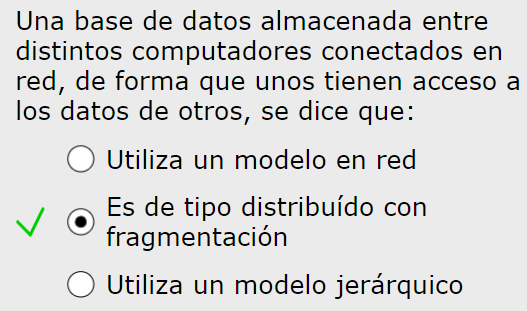 Una base de datos almacenada entre
distintos computadores conectados en
red, de forma que unos tienen acceso a
los datos de otros, se dice que:
Utiliza un modelo en red
Es de tipo distribuído con
fragmentación
Utiliza un modelo jerárquico